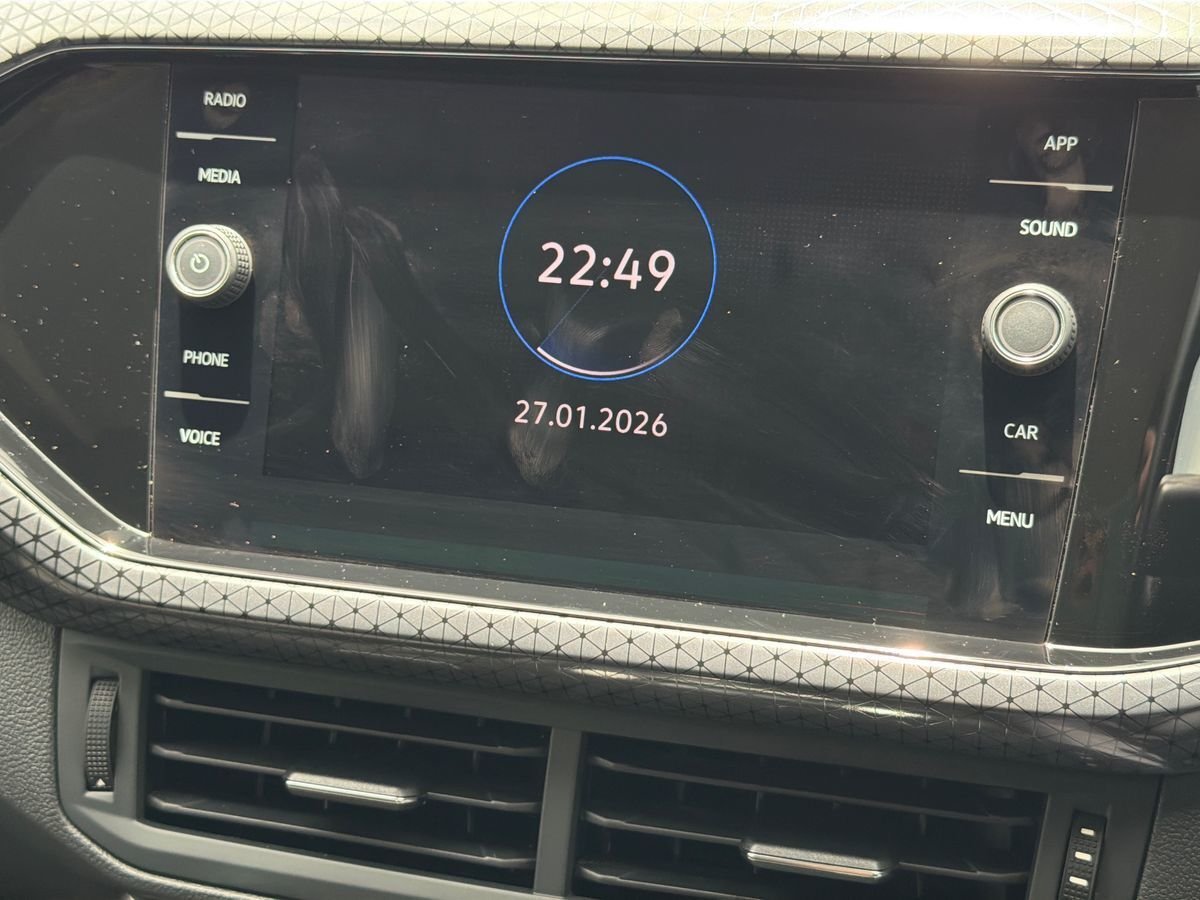 RADIO
MEDIA
PHONE
VOICE
22:49
27.01.2026
APP
SOUND
CAR
MENU